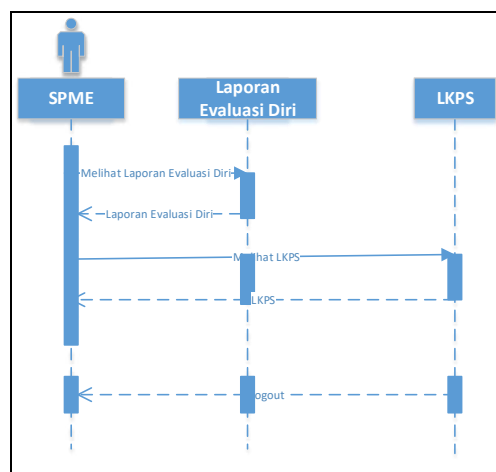 SPME
Laporan
Evaluasi Diri
LKPS
Melihat Laporan Evaluasi Diri
Laporan Evaluasi Diri
LKPS
LKPS